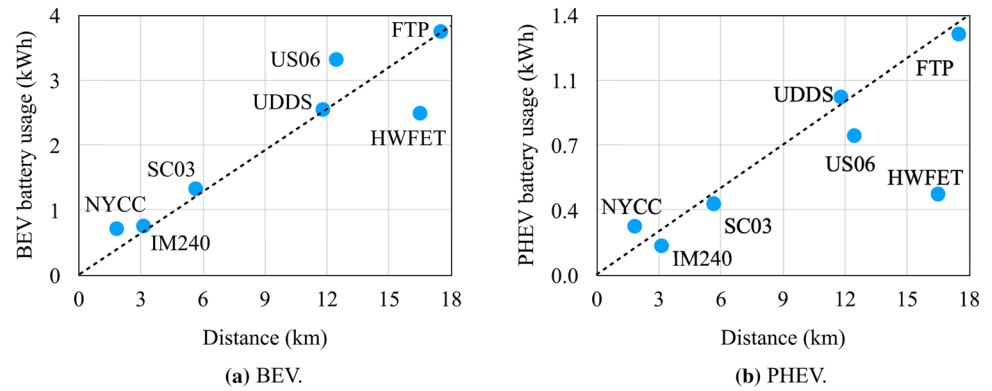 BEV battery usage (kWh)
4
3
2
1
0
FTP
US06
UDDS
HWFET
SC03
NYCC
IM240
0 3 6 9 12 15 18
Distance (km)
(a) BEV.
PHEV battery usage (kWh)
1.4
1.1
0.7
0.4
0.0
FTP
UDDS
US06
HWFET
NYCC
SC03
IM240
0 3 6 9 12 15 18
Distance (km)
(b) PHEV.